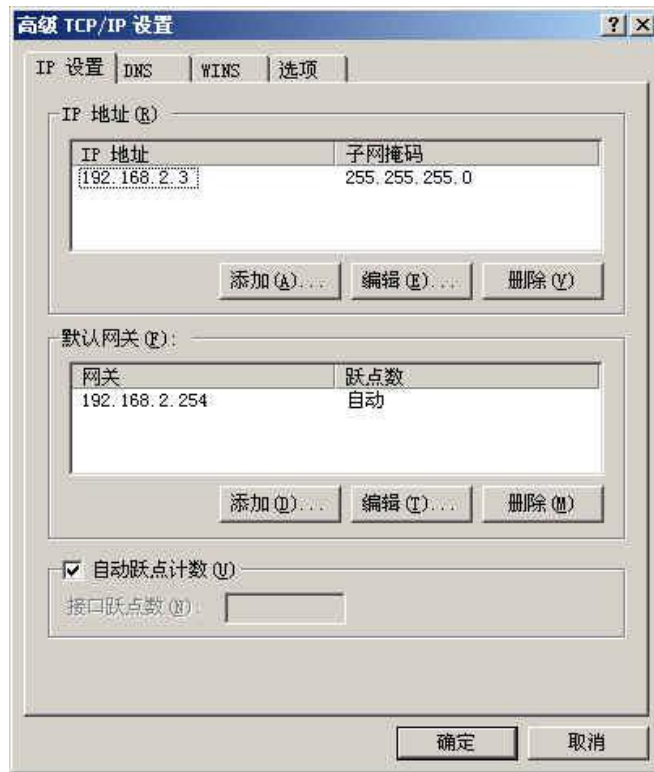 高级 TCP/IP 设置
IP 设置 DNS WINS 选项
IP 地址(R)
IP 地址 子网掩码
192.168.2.3 255.255.255.0
添加(A)... 编辑(E)... 删除(V)
默认网关(F):
网关 跃点数
192.168.2.254 自动
添加(D)... 编辑(T)... 删除(M)
自动跃点计数(U)
接口跃点数(N):
确定 取消